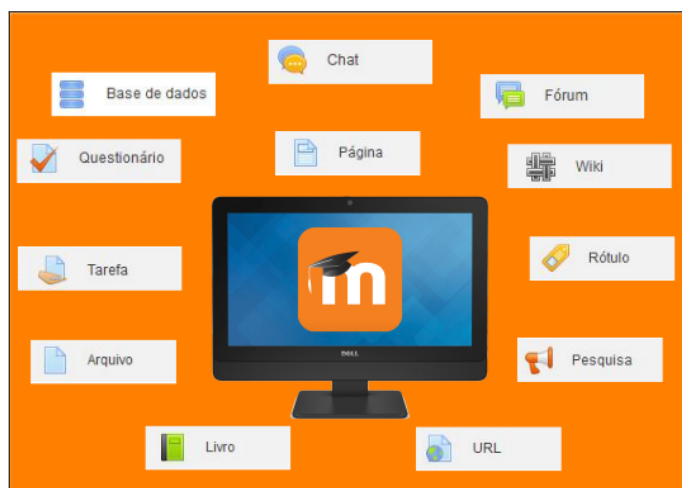 Chat
Base de dados
Fórum
Questionário
Página
Wiki
m
Tarefa
Rótulo
DELL
Arquivo
Pesquisa
Livro
URL